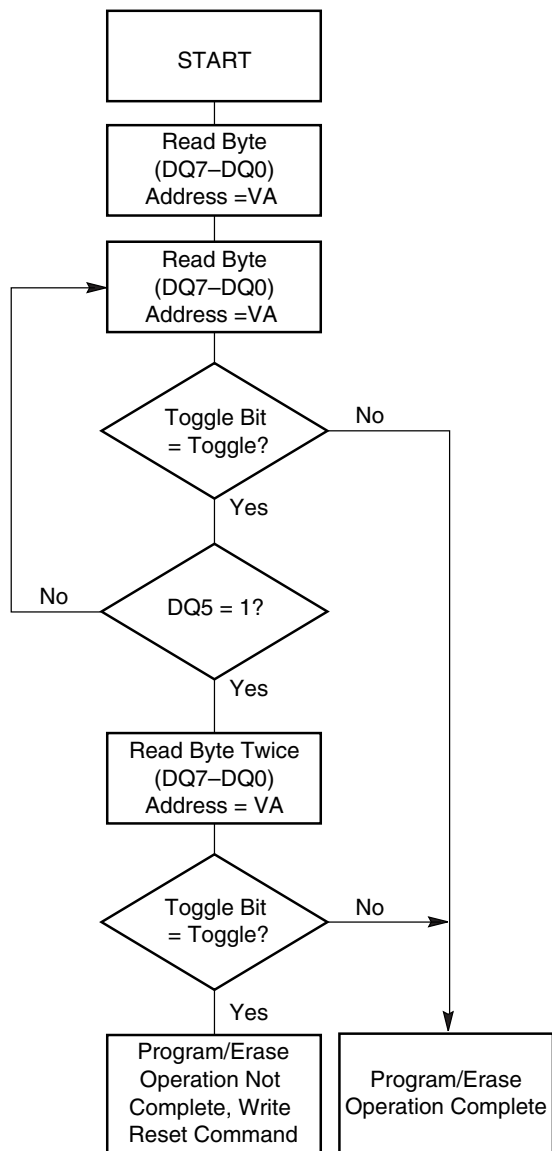 START
Read Byte
(DQ7–DQ0)
Address =VA
Read Byte
(DQ7–DQ0)
Address =VA
Toggle Bit
= Toggle?
No
Yes
No
DQ5 = 1?
Yes
Read Byte Twice
(DQ7–DQ0)
Address = VA
Toggle Bit
= Toggle?
No
Yes
Program/Erase
Operation Not
Complete, Write
Reset Command
Program/Erase
Operation Complete